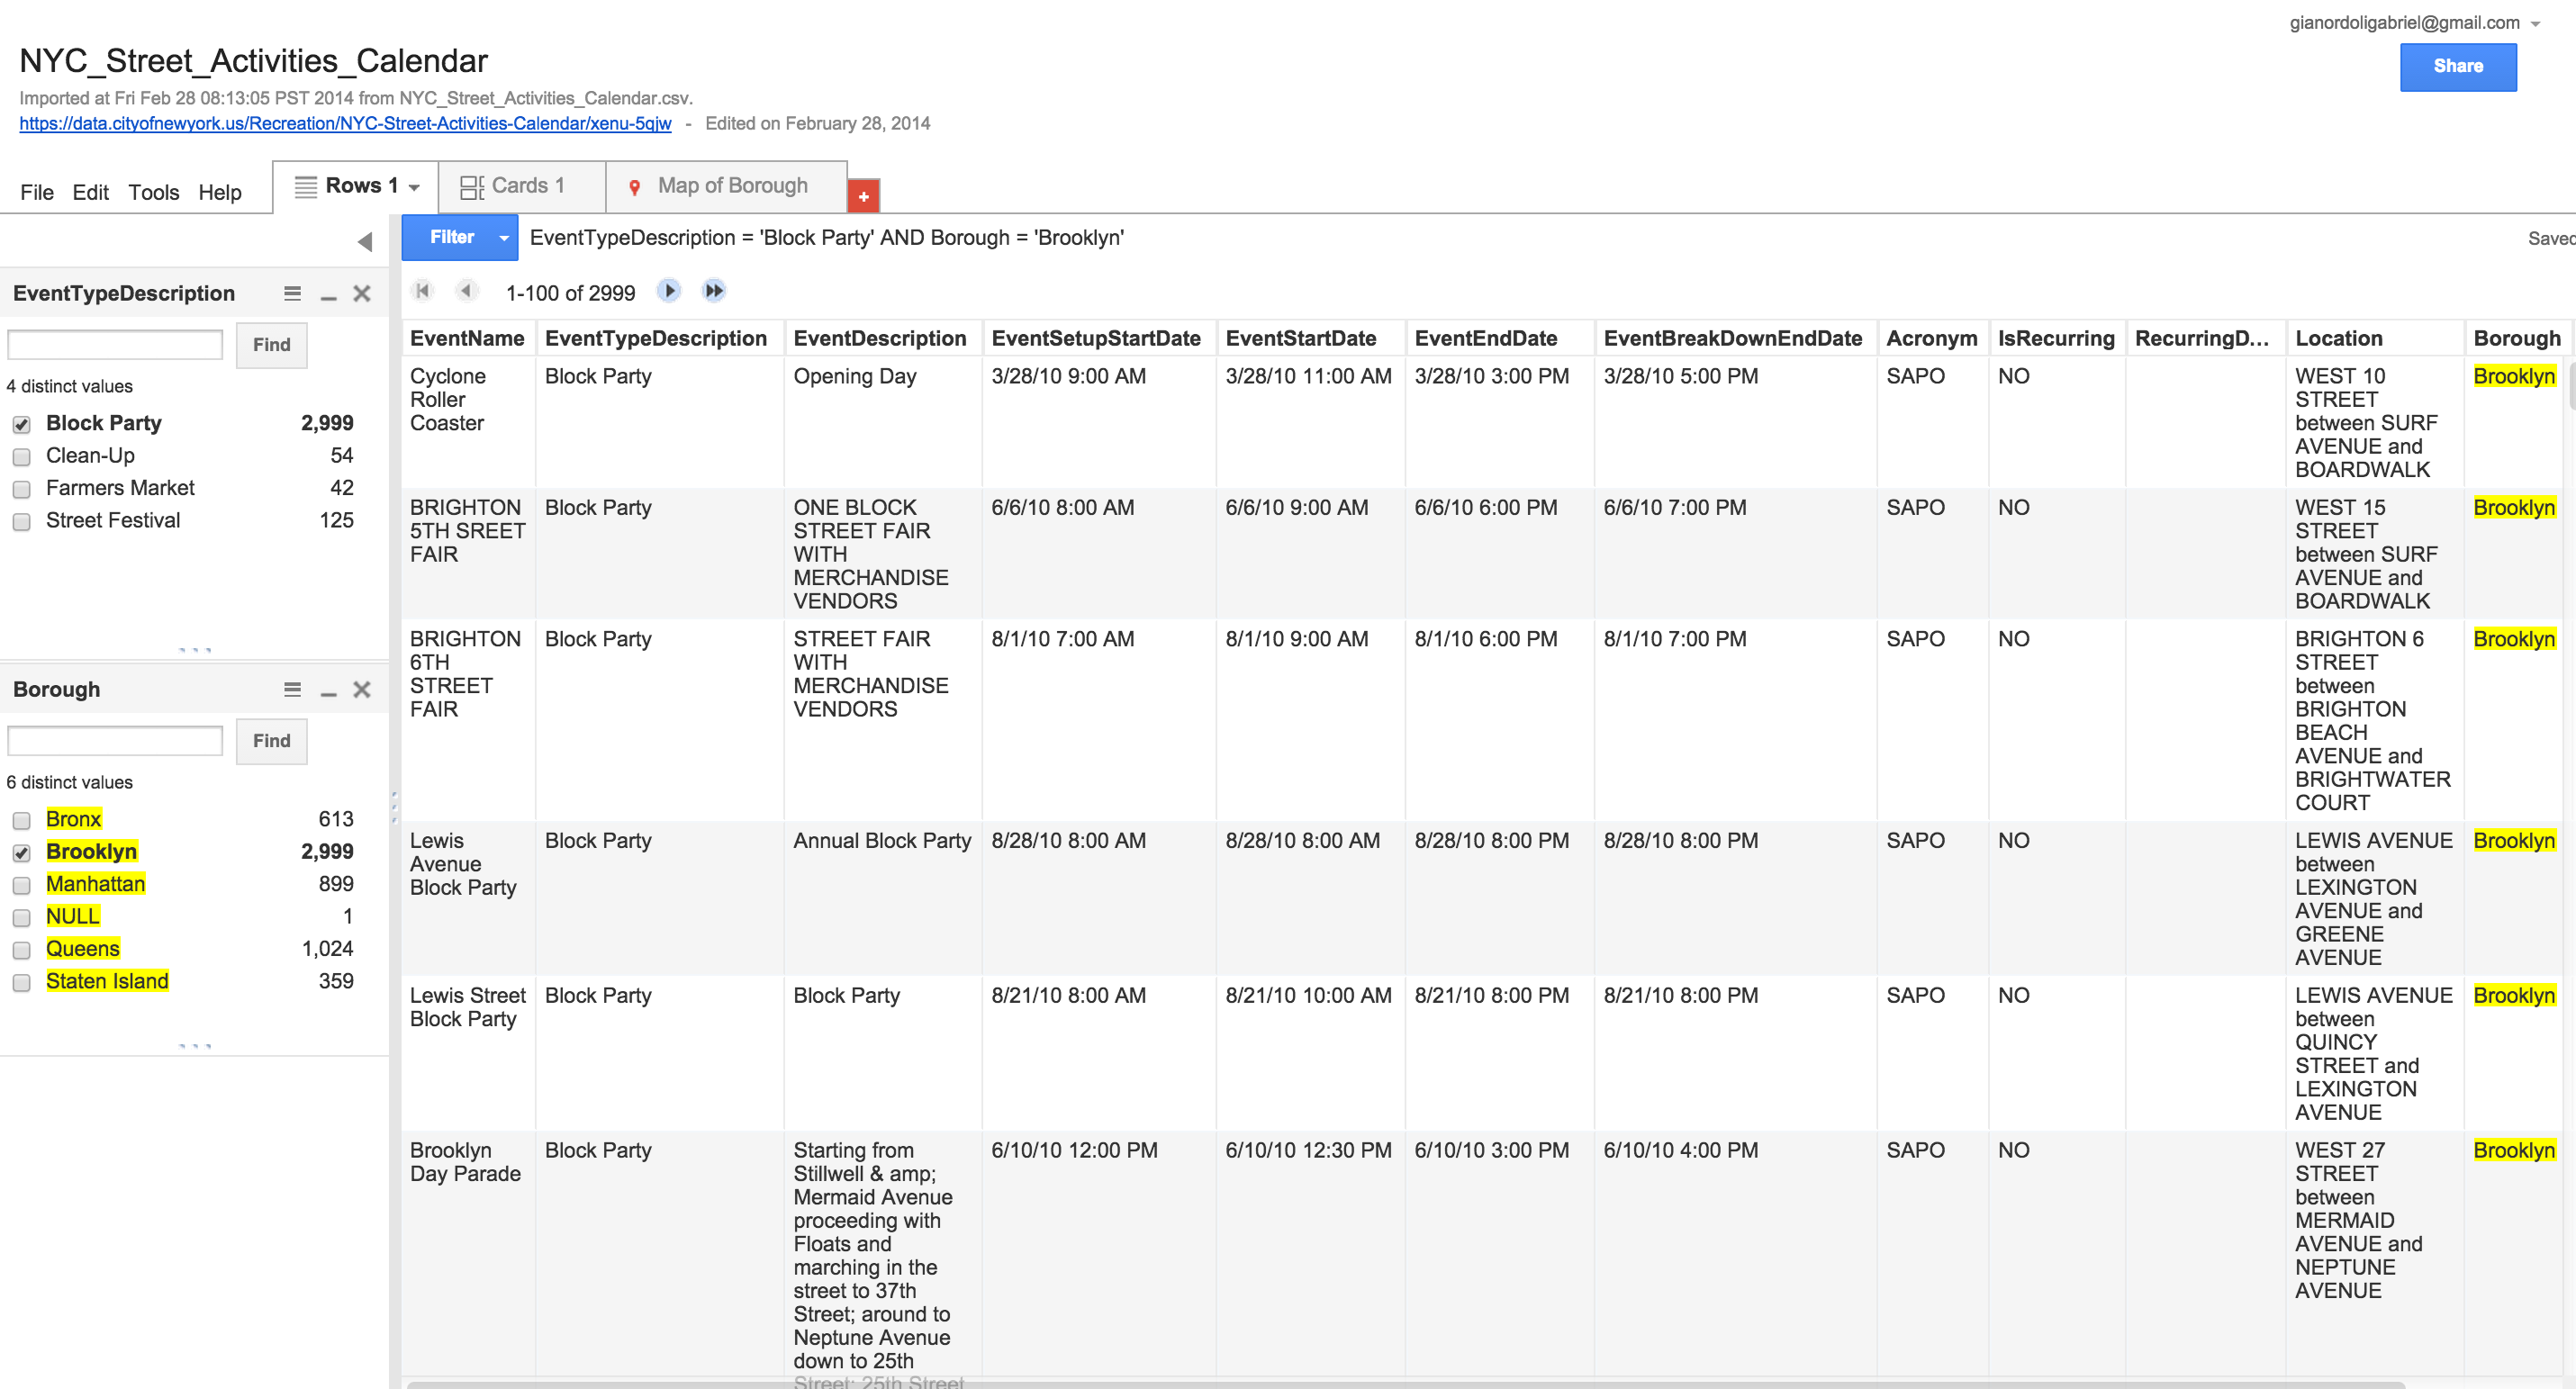 gianordoligabriel@gmail.com
NYC_Street_Activities_Calendar
Share
Imported at Fri Feb 28 08:13:05 PST 2014 from NYC_Street_Activities_Calendar.csv.
https://data.cityofnewyork.us/Recreation/NYC-Street-Activities-Calendar/xenu-5qjw - Edited on February 28, 2014
File Edit Tools Help Rows 1 Cards 1 Map of Borough +
Filter EventTypeDescription = 'Block Party' AND Borough = 'Brooklyn' Saved
EventTypeDescription
Find
4 distinct values
Block Party 2,999
Clean-Up 54
Farmers Market 42
Street Festival 125
Borough
Find
6 distinct values
Bronx 613
Brooklyn 2,999
Manhattan 899
NULL 1
Queens 1,024
Staten Island 359
1-100 of 2999
EventName EventTypeDescription EventDescription EventSetupStartDate EventStartDate EventEndDate EventBreakDownEndDate Acronym IsRecurring RecurringD... Location Borough
Cyclone Block Party Opening Day 3/28/10 9:00 AM 3/28/10 11:00 AM 3/28/10 3:00 PM 3/28/10 5:00 PM SAPO NO WEST 10 Brooklyn
Roller STREET
Coaster between SURF
AVENUE and
BOARDWALK
BRIGHTON Block Party ONE BLOCK 6/6/10 8:00 AM 6/6/10 9:00 AM 6/6/10 6:00 PM 6/6/10 7:00 PM SAPO NO WEST 15 Brooklyn
5TH SREET STREET FAIR STREET
FAIR WITH between SURF
MERCHANDISE AVENUE and
VENDORS BOARDWALK
BRIGHTON Block Party STREET FAIR 8/1/10 7:00 AM 8/1/10 9:00 AM 8/1/10 6:00 PM 8/1/10 7:00 PM SAPO NO BRIGHTON 6 Brooklyn
6TH WITH STREET
STREET MERCHANDISE between
FAIR VENDORS BRIGHTON
BEACH
AVENUE and
BRIGHTWATER
COURT
Lewis Block Party Annual Block Party 8/28/10 8:00 AM 8/28/10 8:00 AM 8/28/10 8:00 PM 8/28/10 8:00 PM SAPO NO LEWIS AVENUE Brooklyn
Avenue between
Block Party LEXINGTON
AVENUE and
GREENE
AVENUE
Lewis Street Block Party Block Party 8/21/10 8:00 AM 8/21/10 10:00 AM 8/21/10 8:00 PM 8/21/10 8:00 PM SAPO NO LEWIS AVENUE Brooklyn
Block Party between
QUINCY
STREET and
LEXINGTON
AVENUE
Brooklyn Block Party Starting from 6/10/10 12:00 PM 6/10/10 12:30 PM 6/10/10 3:00 PM 6/10/10 4:00 PM SAPO NO WEST 27 Brooklyn
Day Parade Stillwell & amp; STREET
Mermaid Avenue between
proceeding with MERMAID
Floats and AVENUE and
marching in the NEPTUNE
street to 37th AVENUE
Street; around to
Neptune Avenue
down to 25th
Street; 25th Street